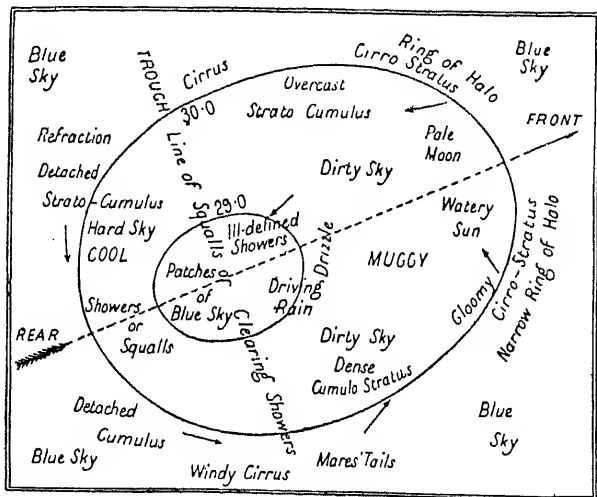 Blue
Sky
TROUGH
Cirrus
Ring of Halo
Cirro Stratus
Blue
Sky
30·0
Overcast
Strato Cumulus
FRONT
Refraction
Pale
Moon
Line of Squalls or Clearing Showers
Dirty Sky
Detached
Strato-Cumulus
Hard Sky
COOL
29·0
Ill-defined
Showers
Watery
Sun
Patches
of
Blue Sky
Driving
Rain
or Drizzle
MUGGY
Gloomy
Cirro-Stratus
Narrow Ring of Halo
Showers
or
Squalls
REAR
Dirty Sky
Dense
Cumulo Stratus
Detached
Cumulus
Blue
Sky
Blue Sky
Windy Cirrus
Mares' Tails